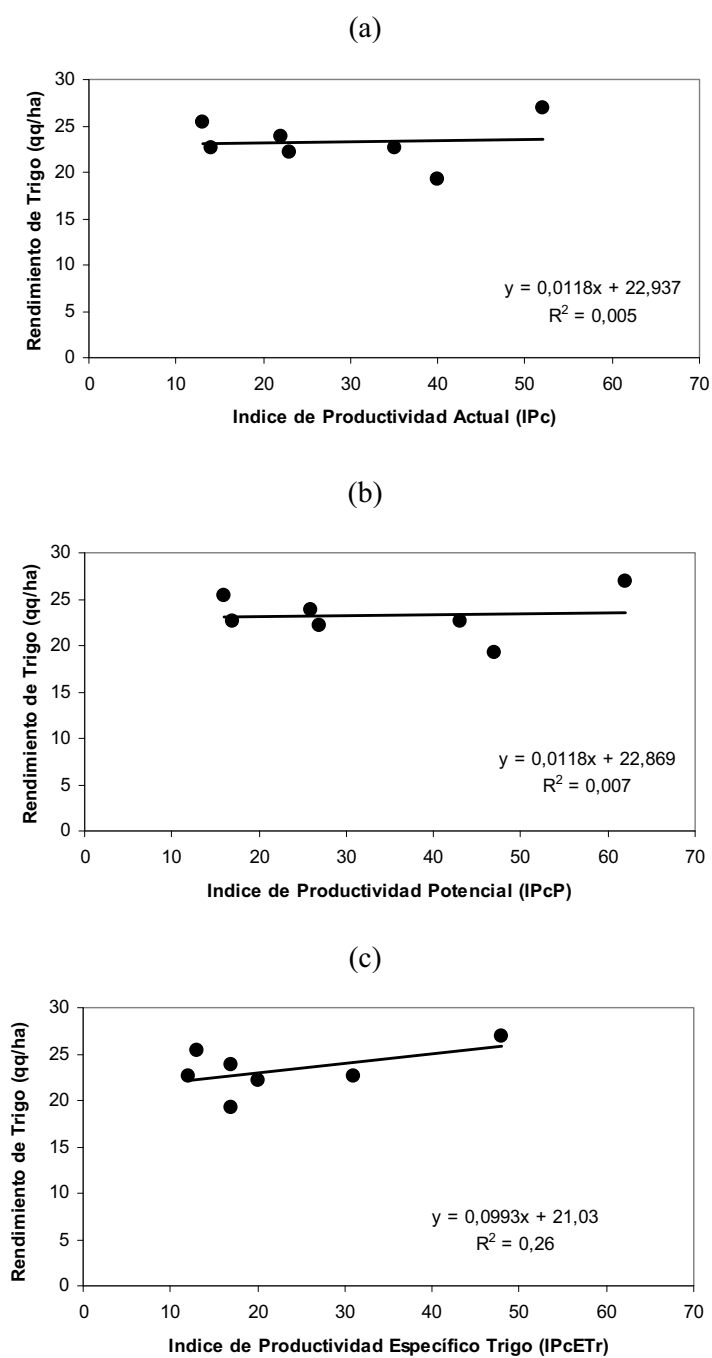 (a)
30
25
20
15
10
5
0
Rendimiento de Trigo (qq/ha)
y = 0,0118x + 22,937
R² = 0,005
0 10 20 30 40 50 60 70
Indice de Productividad Actual (IPc)
(b)
30
25
20
15
10
5
0
Rendimiento de Trigo (qq/ha)
y = 0,0118x + 22,869
R² = 0,007
0 10 20 30 40 50 60 70
Indice de Productividad Potencial (IPcP)
(c)
30
25
20
15
10
5
0
Rendimiento de Trigo (qq/ha)
y = 0,0993x + 21,03
R² = 0,26
0 10 20 30 40 50 60 70
Indice de Productividad Específico Trigo (IPcETr)